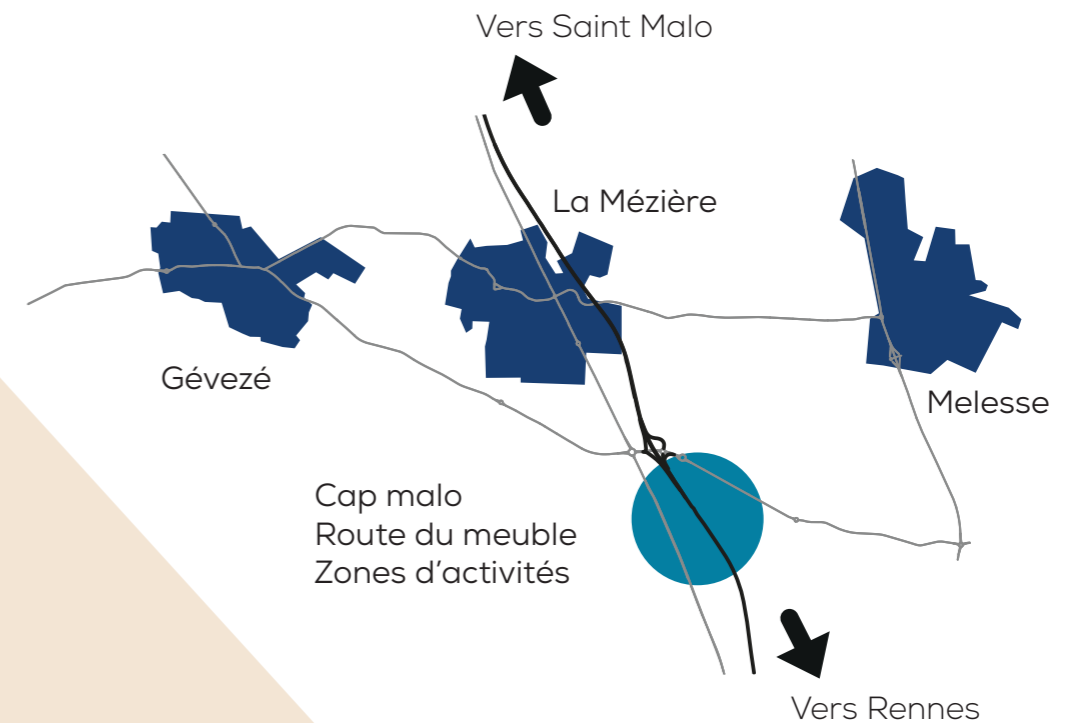 Vers Saint Malo
La Mézière
Gévezé
Melesse
Cap malo
Route du meuble
Zones d'activités
Vers Rennes